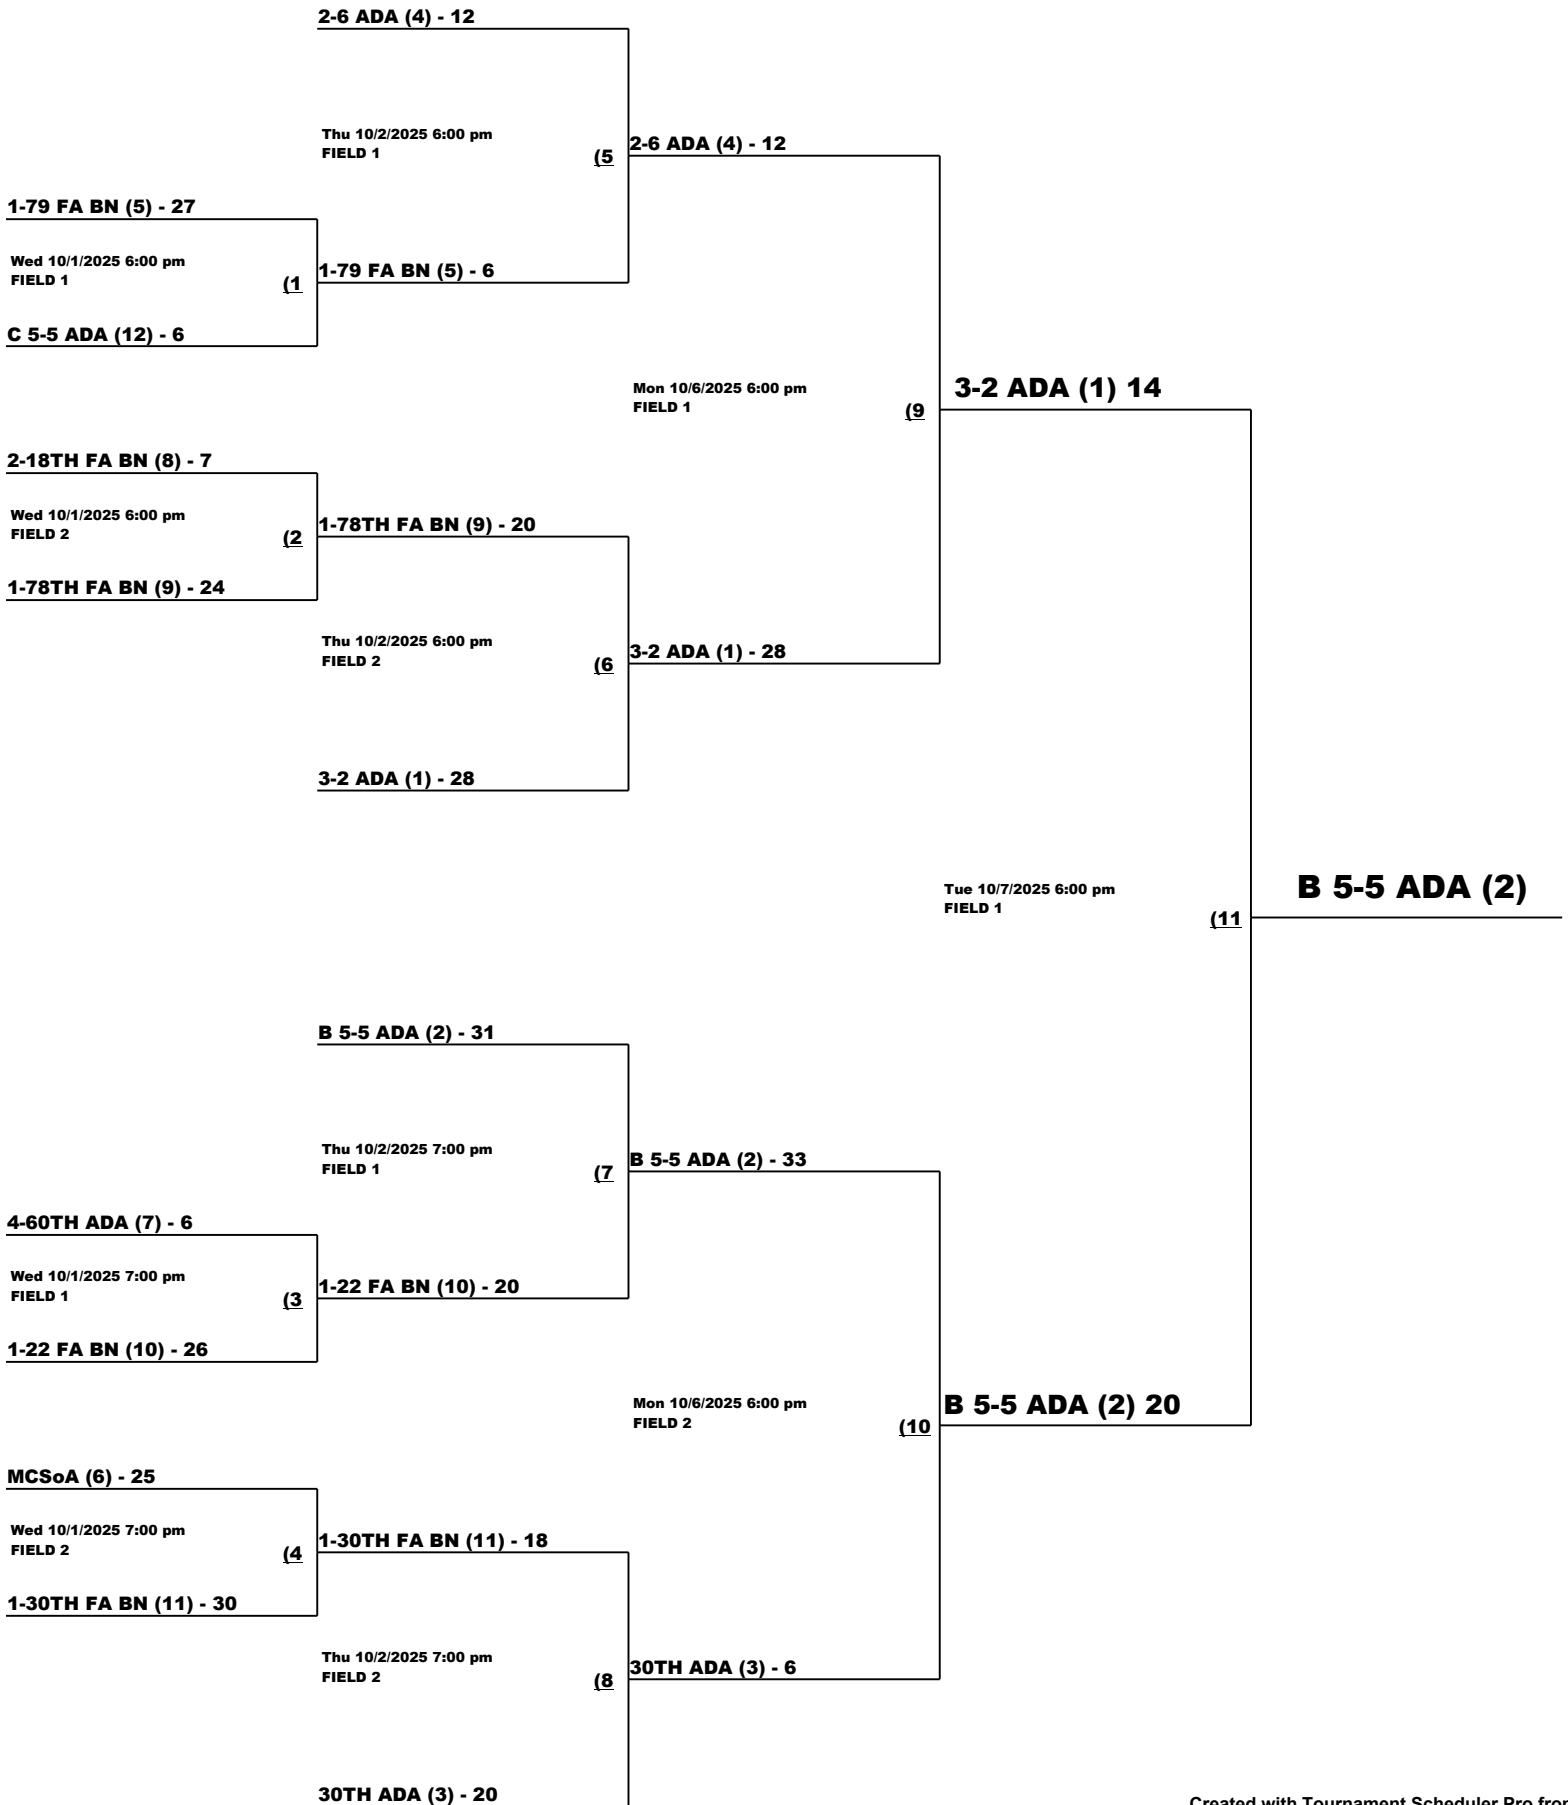 2-6 ADA (4) - 12
Thu 10/2/2025 6:00 pm
FIELD 1
(5
2-6 ADA (4) - 12
1-79 FA BN (5) - 27
Wed 10/1/2025 6:00 pm
FIELD 1
(1
1-79 FA BN (5) - 6
C 5-5 ADA (12) - 6
Mon 10/6/2025 6:00 pm
FIELD 1
(9
3-2 ADA (1) 14
2-18TH FA BN (8) - 7
Wed 10/1/2025 6:00 pm
FIELD 2
(2
1-78TH FA BN (9) - 20
1-78TH FA BN (9) - 24
Thu 10/2/2025 6:00 pm
FIELD 2
(6
3-2 ADA (1) - 28
3-2 ADA (1) - 28
Tue 10/7/2025 6:00 pm
FIELD 1
(11
B 5-5 ADA (2)
B 5-5 ADA (2) - 31
Thu 10/2/2025 7:00 pm
FIELD 1
(7
B 5-5 ADA (2) - 33
4-60TH ADA (7) - 6
Wed 10/1/2025 7:00 pm
FIELD 1
(3
1-22 FA BN (10) - 20
1-22 FA BN (10) - 26
Mon 10/6/2025 6:00 pm
FIELD 2
(10
B 5-5 ADA (2) 20
MCSoA (6) - 25
Wed 10/1/2025 7:00 pm
FIELD 2
(4
1-30TH FA BN (11) - 18
1-30TH FA BN (11) - 30
Thu 10/2/2025 7:00 pm
FIELD 2
(8
30TH ADA (3) - 6
30TH ADA (3) - 20
Created with Tournament Scheduler Pro from